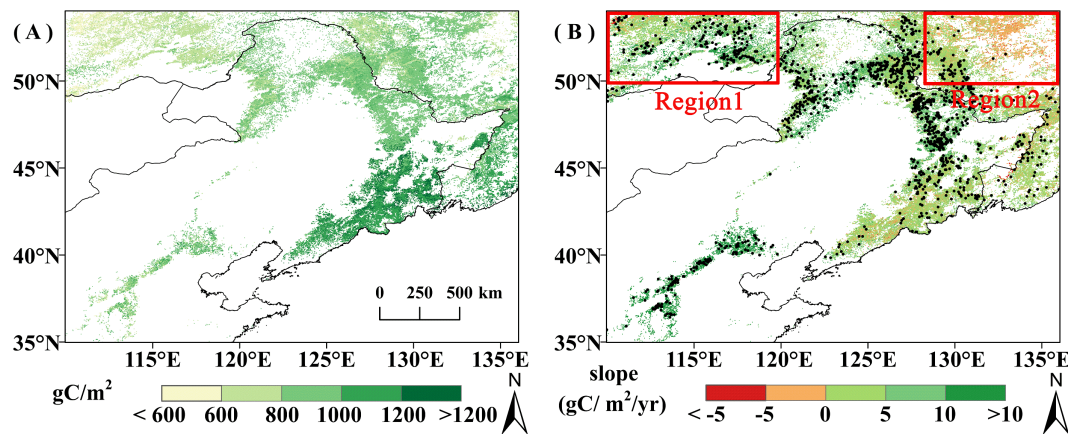 ( A )
50°N
45°N
40°N
35°N
115°E 120°E 125°E 130°E 135°E
0 250 500 km
gC/m²
< 600 600 800 1000 1200 >1200
N
( B )
Region1
Region2
50°N
45°N
40°N
35°N
115°E 120°E 125°E 130°E 135°E
slope
(gC/ m²/yr)
< -5 -5 0 5 10 >10
N